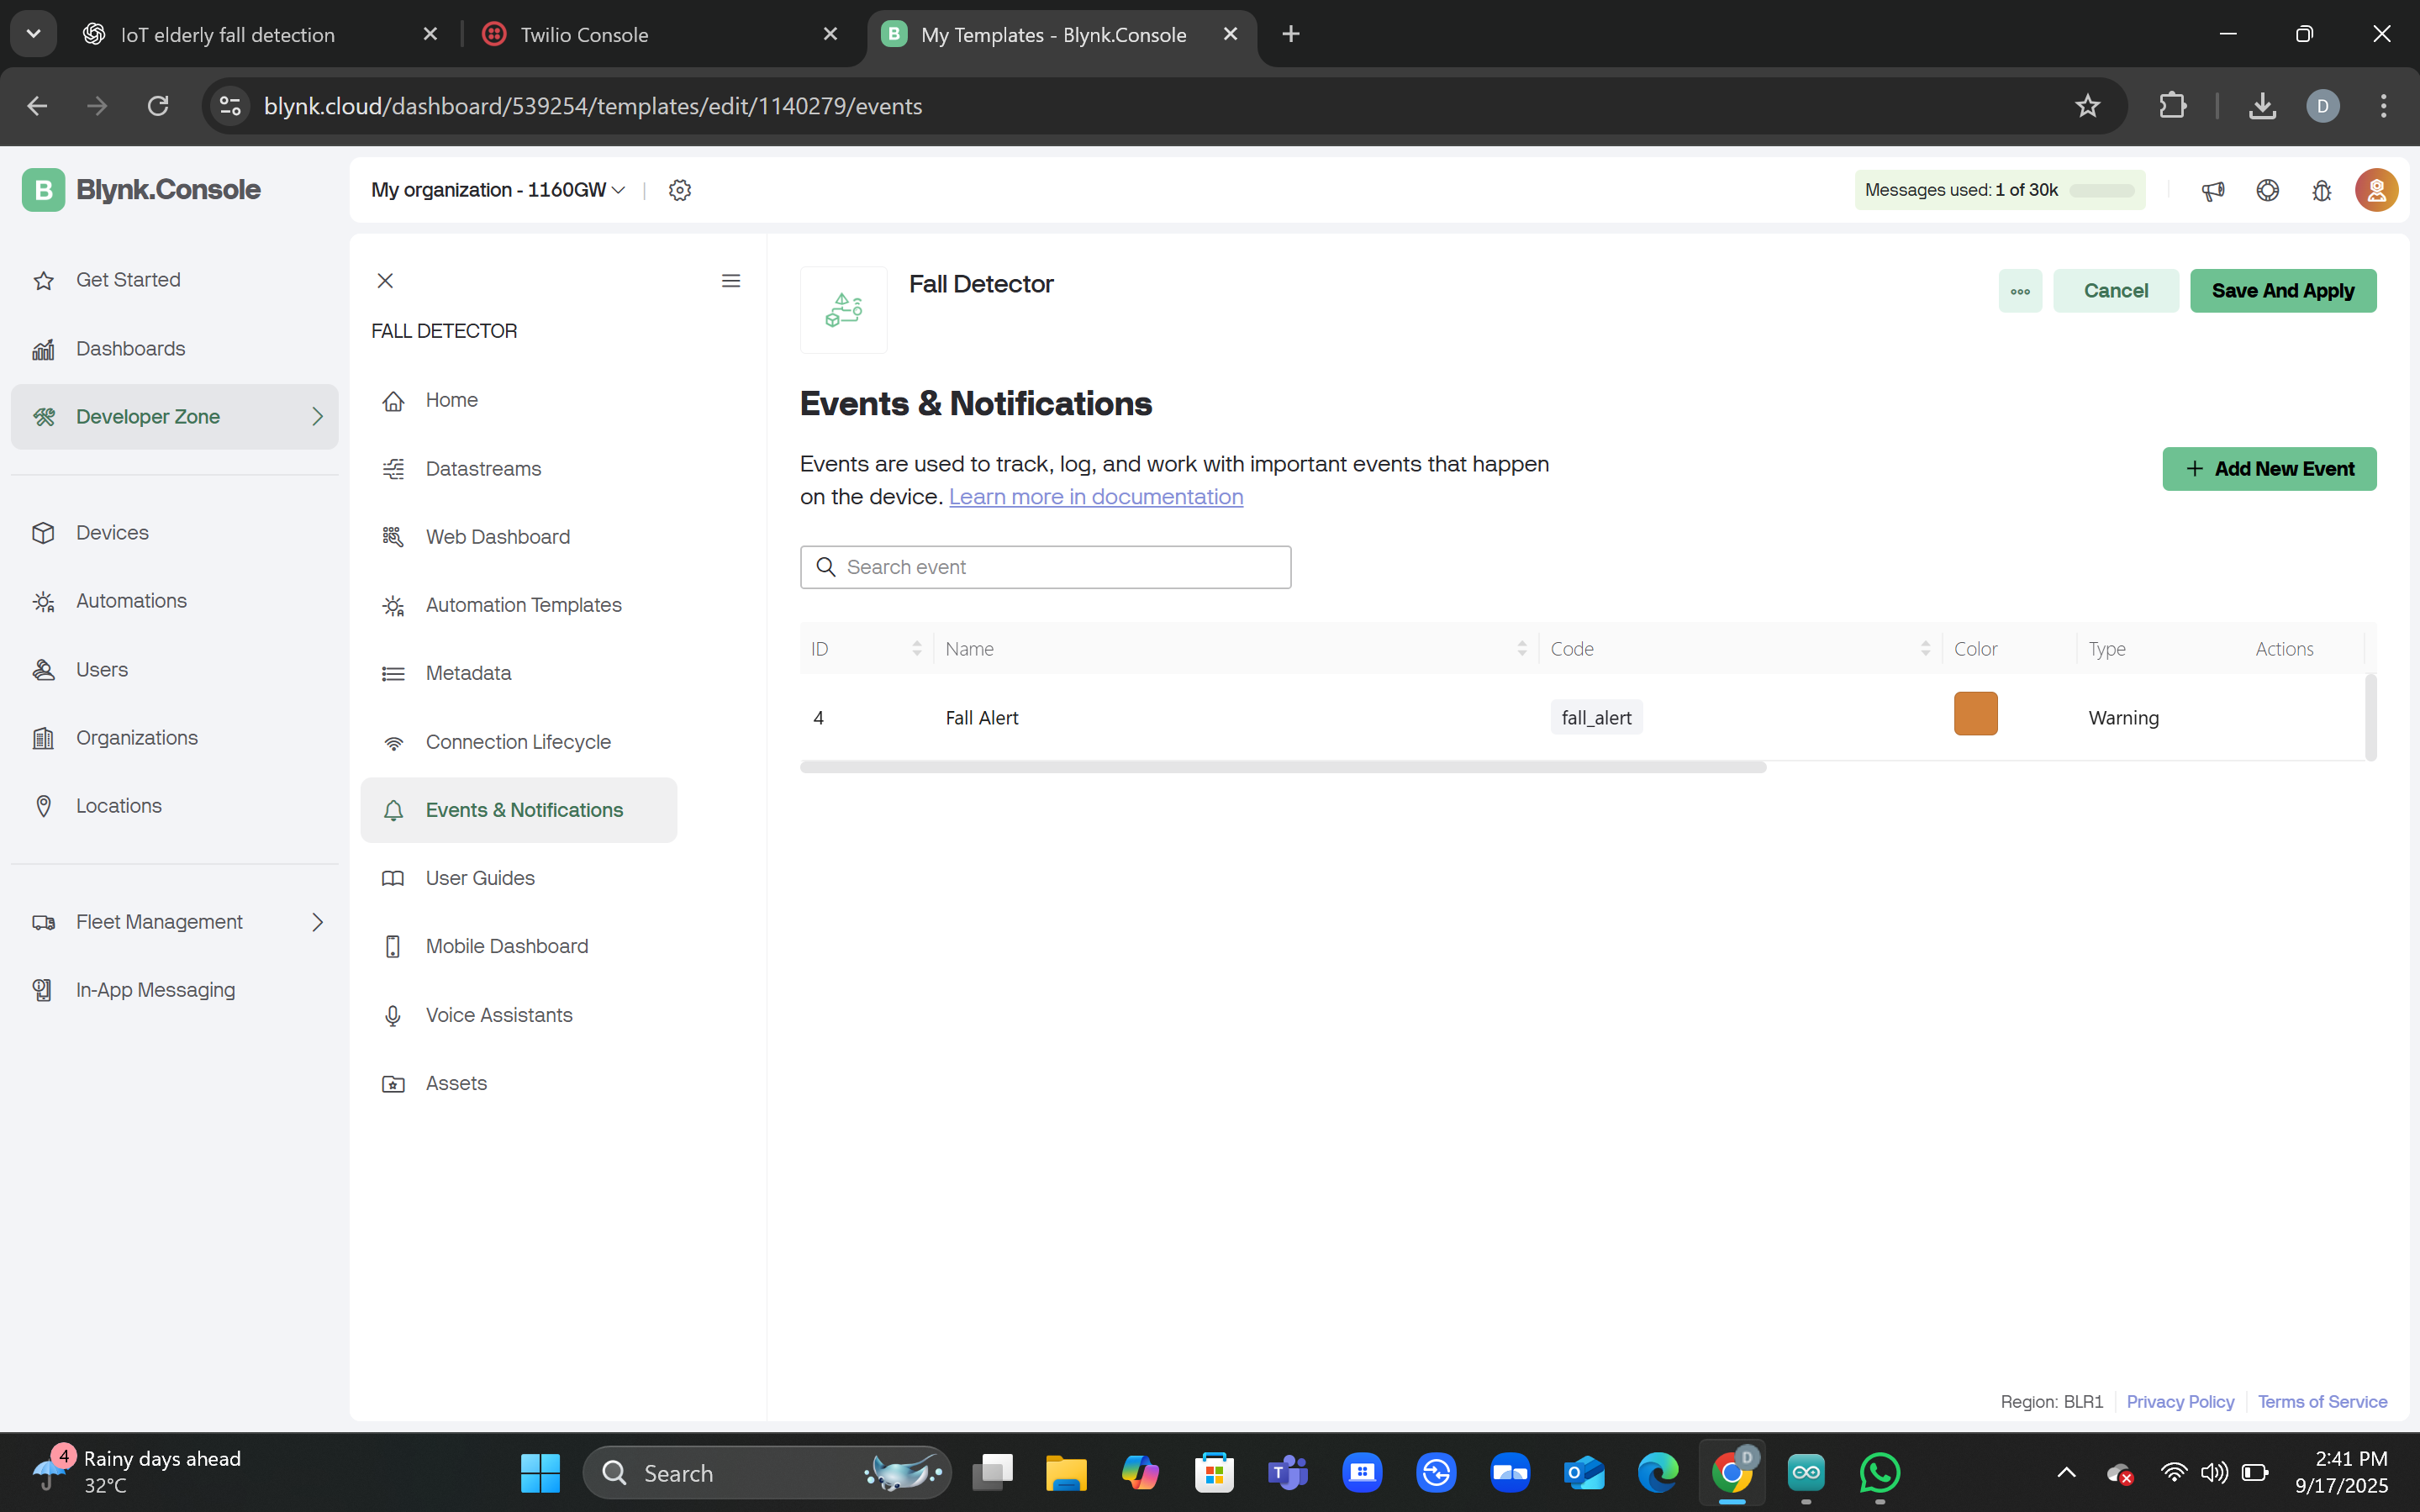 IoT elderly fall detection
Twilio Console
B My Templates - Blynk.Console
blynk.cloud/dashboard/539254/templates/edit/1140279/events
D
B Blynk.Console
My organization - 1160GW
Messages used: 1 of 30k
Get Started
Dashboards
Developer Zone
Devices
Automations
Users
Organizations
Locations
Fleet Management
In-App Messaging
FALL DETECTOR
Home
Datastreams
Web Dashboard
Automation Templates
Metadata
Connection Lifecycle
Events & Notifications
User Guides
Mobile Dashboard
Voice Assistants
Assets
Fall Detector
Cancel
Save And Apply
Events & Notifications
Events are used to track, log, and work with important events that happen
on the device. Learn more in documentation
+ Add New Event
Search event
ID Name Code Color Type Actions
4 Fall Alert fall_alert Warning
Region: BLR1 Privacy Policy Terms of Service
4
Rainy days ahead
32°C
Search
D
2:41 PM
9/17/2025